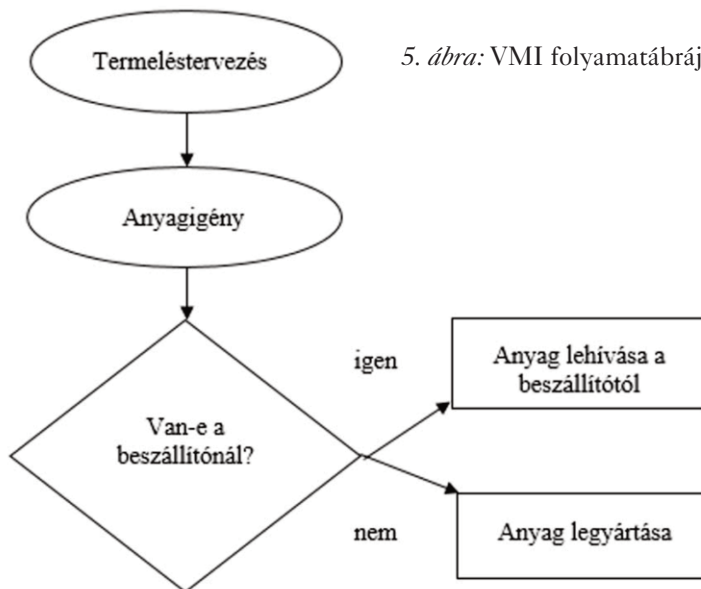 Termeléstervezés
5. ábra: VMI folyamatábráj
Anyagigény
igen
Anyag lehívása a
beszállítótól
Van-e a
beszállítónál?
nem
Anyag legyártása